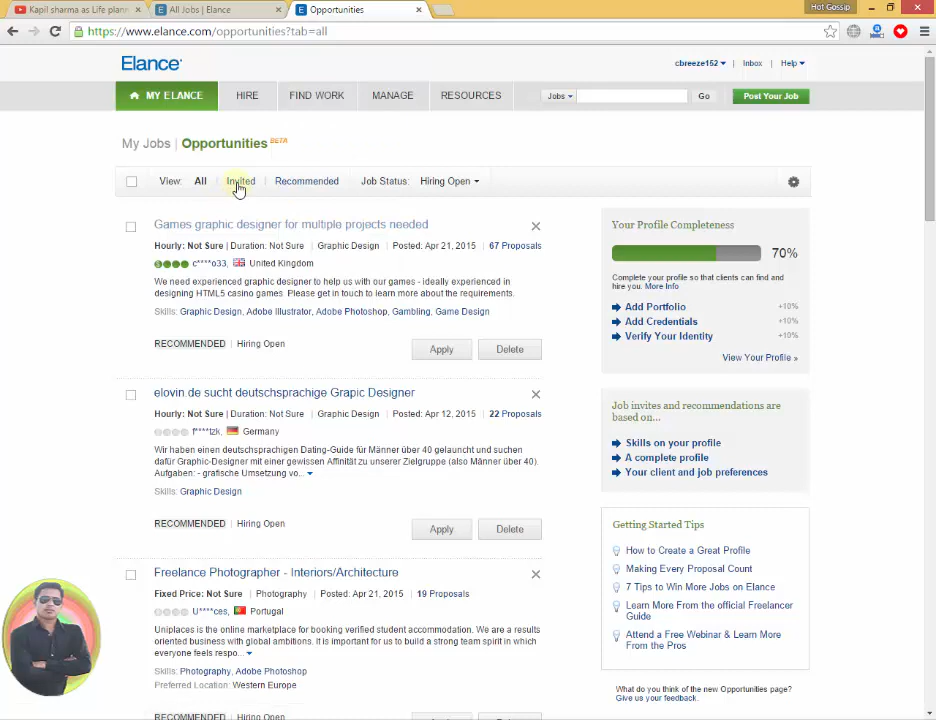 Kapil sharma as Life plann
All Jobs | Elance
Opportunities
Hot Gossip
https://www.elance.com/opportunities?tab=all
Elance®
cbreeze152 | Inbox | Help
MY ELANCE HIRE FIND WORK MANAGE RESOURCES Jobs Go Post Your Job
My Jobs | Opportunities BETA
View: All | Invited | Recommended Job Status: Hiring Open
Games graphic designer for multiple projects needed
Hourly: Not Sure | Duration: Not Sure | Graphic Design | Posted: Apr 21, 2015 | 67 Proposals
c****o33, United Kingdom
We need experienced graphic designer to help us with our games - ideally experienced in
designing HTML5 casino games. Please get in touch to learn more about the requirements.
Skills: Graphic Design, Adobe Illustrator, Adobe Photoshop, Gambling, Game Design
RECOMMENDED | Hiring Open
Apply Delete
elovin.de sucht deutschsprachige Grapic Designer
Hourly: Not Sure | Duration: Not Sure | Graphic Design | Posted: Apr 12, 2015 | 22 Proposals
f****tzk, Germany
Wir haben einen deutschsprachigen Dating-Guide für Männer über 40 gelauncht und suchen
dafür Graphic-Designer mit einer gewissen Affinität zu unserer Zielgruppe (also Männer über 40).
Aufgaben: - grafische Umsetzung vo...
Skills: Graphic Design
RECOMMENDED | Hiring Open
Apply Delete
Freelance Photographer - Interiors/Architecture
Fixed Price: Not Sure | Photography | Posted: Apr 21, 2015 | 19 Proposals
U****ces, Portugal
Uniplaces is the online marketplace for booking verified student accommodation. We are a results
oriented business with global ambitions. It is important for us to build a strong team spirit in which
everyone feels respo...
Skills: Photography, Adobe Photoshop
Preferred Location: Western Europe
RECOMMENDED | Hiring Open
Your Profile Completeness
70%
Complete your profile so that clients can find and
hire you. More Info
Add Portfolio +10%
Add Credentials +10%
Verify Your Identity +10%
View Your Profile »
Job invites and recommendations are
based on...
Skills on your profile
A complete profile
Your client and job preferences
Getting Started Tips
How to Create a Great Profile
Making Every Proposal Count
7 Tips to Win More Jobs on Elance
Learn More From the official Freelancer
Guide
Attend a Free Webinar & Learn More
From the Pros
What do you think of the new Opportunities page?
Give us your feedback.